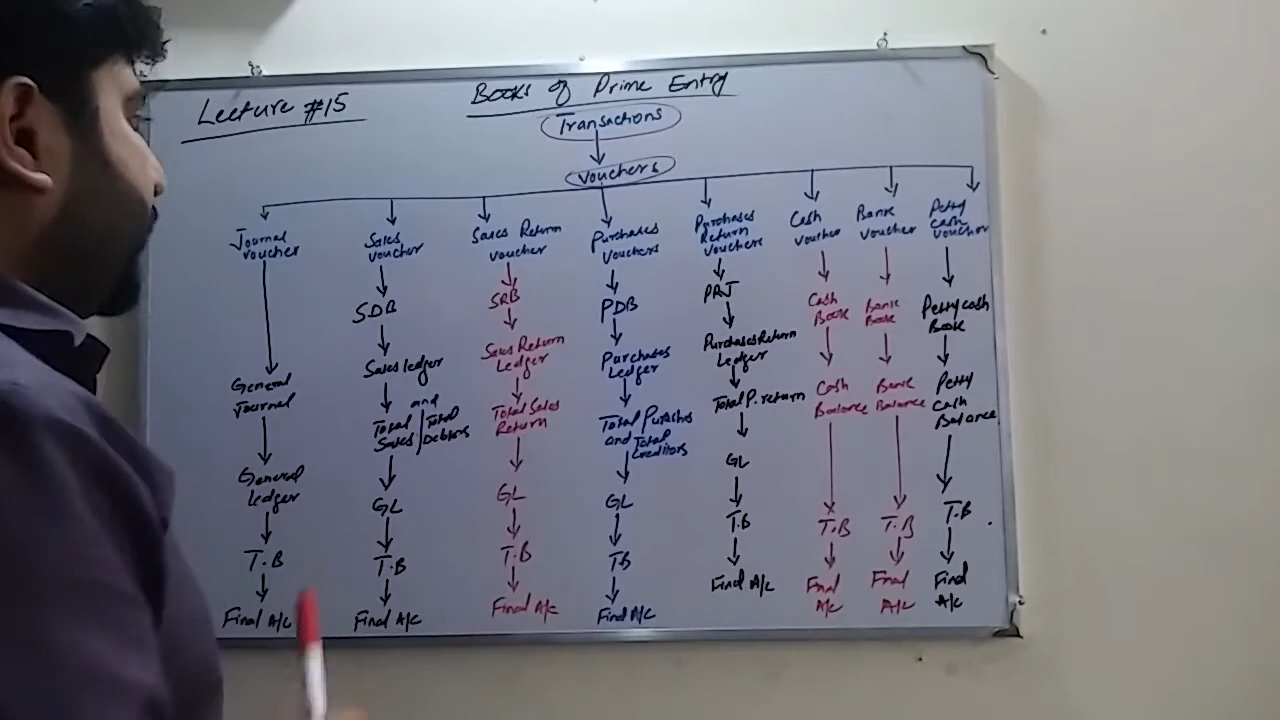 Lecture #15
Books of Prime Entry
Transactions
Vouchers
Journal
Voucher
General
Journal
General
Ledger
T.B
Final A/c
Sales
Voucher
SDB
Sales Ledger
and
Total
Sales
Total
Debtors
GL
T.B
Final A/c
Sales Return
Voucher
SRB
Sales Return
Ledger
Total Sales
Return
GL
T.B
Final A/c
Purchases
Vouchers
PDB
Purchases
Ledger
Total Purchases
and Total
Creditors
GL
TB
Final A/c
Purchases
Return
Vouchers
PRJ
Purchases Return
Ledger
Total P. return
GL
T.B
Final A/c
Cash
Voucher
Cash
Book
Cash
Balance
T.B
Final
A/c
Bank
Voucher
Bank
Book
Bank
Balance
T.B
Final
A/c
Petty
Cash
Voucher
Petty cash
Book
Petty
Cash
Balance
T.B
Final
A/c